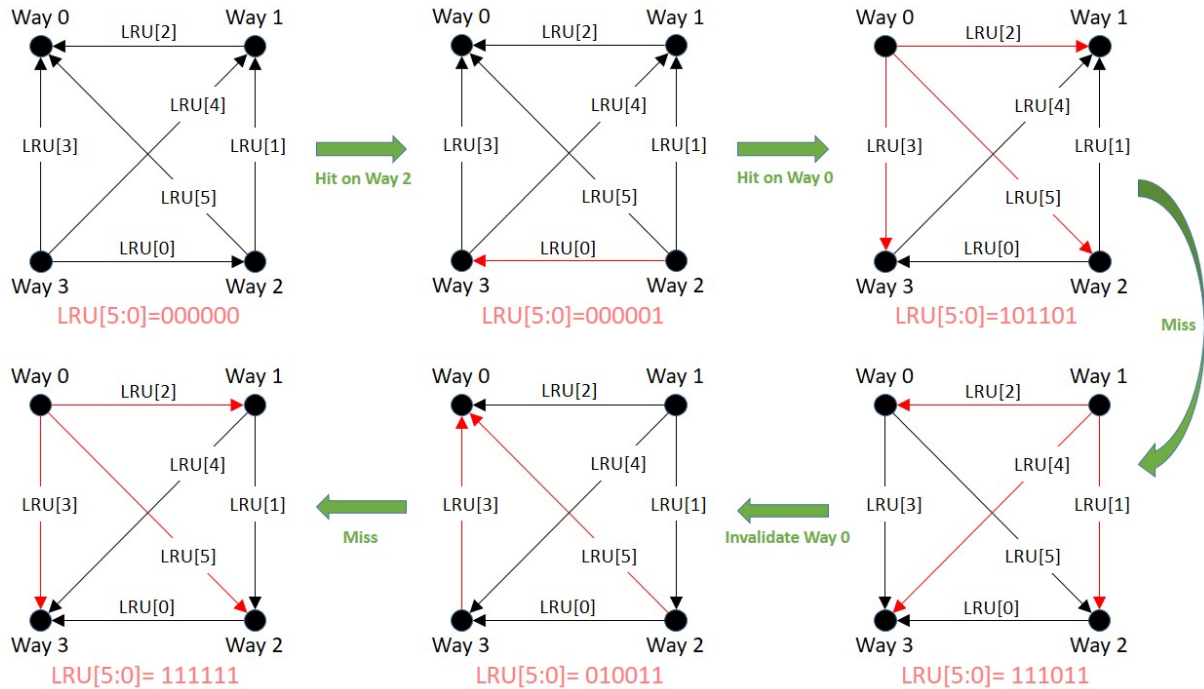 Way 0 Way 1
LRU[2]
LRU[4]
LRU[3] LRU[1]
LRU[5]
LRU[0]
Way 3 Way 2
LRU[5:0]=000000
Hit on Way 2
Way 0 Way 1
LRU[2]
LRU[4]
LRU[3] LRU[1]
LRU[5]
LRU[0]
Way 3 Way 2
LRU[5:0]=000001
Hit on Way 0
Way 0 Way 1
LRU[2]
LRU[4]
LRU[3] LRU[1]
LRU[5]
LRU[0]
Way 3 Way 2
LRU[5:0]=101101
Miss
Way 0 Way 1
LRU[2]
LRU[4]
LRU[3] LRU[1]
LRU[5]
LRU[0]
Way 3 Way 2
LRU[5:0]= 111011
Invalidate Way 0
Way 0 Way 1
LRU[2]
LRU[4]
LRU[3] LRU[1]
LRU[5]
LRU[0]
Way 3 Way 2
LRU[5:0]= 010011
Miss
Way 0 Way 1
LRU[2]
LRU[4]
LRU[3] LRU[1]
LRU[5]
LRU[0]
Way 3 Way 2
LRU[5:0]= 111111